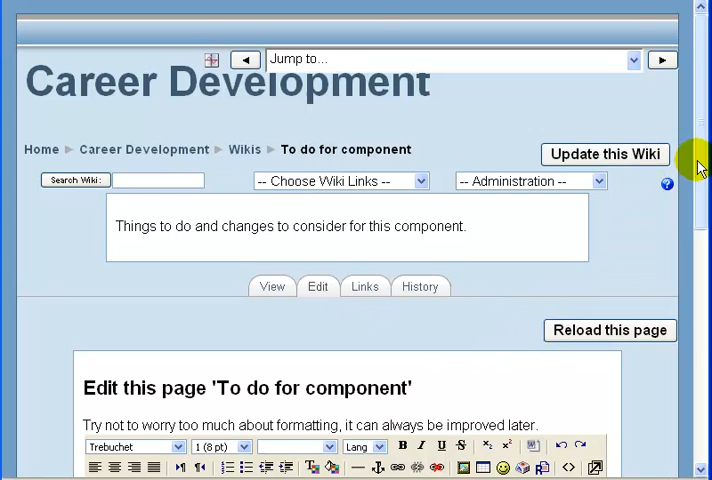 Jump to...
Career Development
Home Career Development Wikis To do for component
Update this Wiki
Search Wiki:
-- Choose Wiki Links --
-- Administration --
?
Things to do and changes to consider for this component.
View Edit Links History
Reload this page
Edit this page 'To do for component'
Try not to worry too much about formatting, it can always be improved later.
Trebuchet 1 (8 pt) Lang B I U S x₂ x²